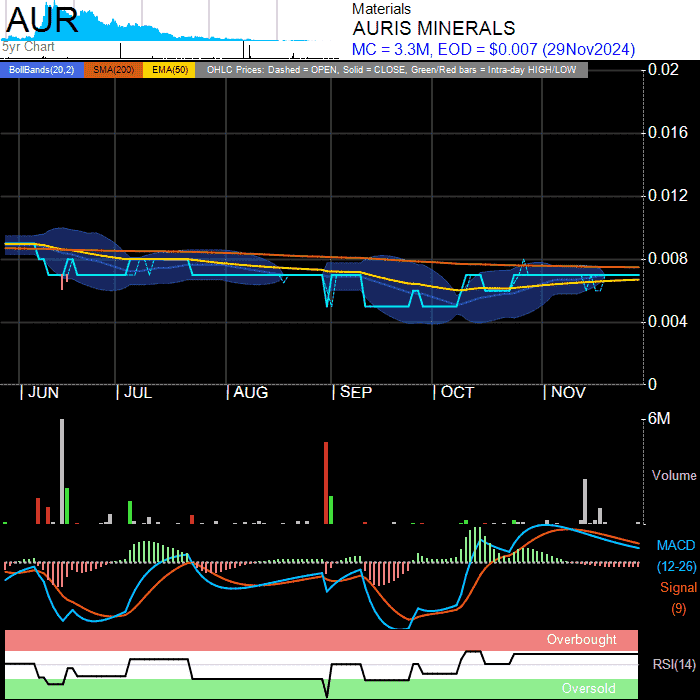 AUR
5yr Chart
Materials
AURIS MINERALS
MC = 3.3M, EOD = $0.007 (29Nov2024)
BollBands(20,2) SMA(200) EMA(50) OHLC Prices: Dashed = OPEN, Solid = CLOSE, Green/Red bars = Intra-day HIGH/LOW
0.02
0.016
0.012
0.008
0.004
0
| JUN | JUL | AUG | SEP | OCT | NOV
6M
Volume
MACD
(12-26)
Signal
(9)
Overbought
RSI(14)
Oversold